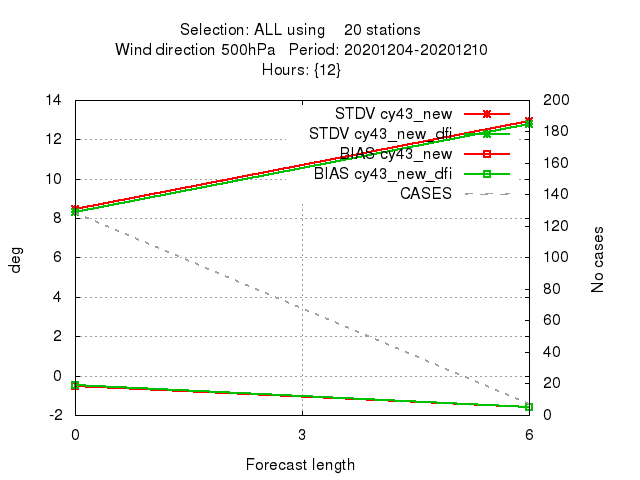 Selection: ALL using    20 stations
Wind direction 500hPa   Period: 20201204-20201210
Hours: {12}
STDV cy43_new
STDV cy43_new_dfi
BIAS cy43_new
BIAS cy43_new_dfi
CASES
14
12
10
8
6
4
2
0
-2
deg
200
180
160
140
120
100
80
60
40
20
0
No cases
0 3 6
Forecast length